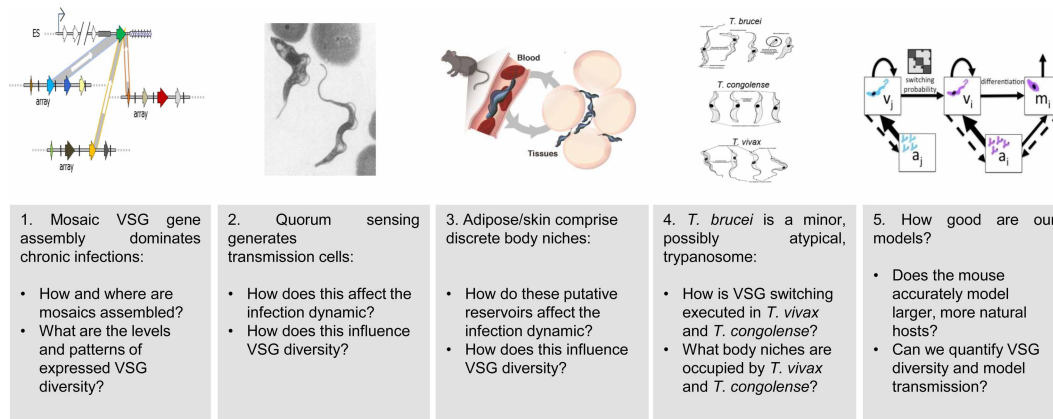 ES
array
array
array
Blood
Tissues
T. brucei
T. congolense
T. vivax
switching
probability
differentiation
v_j
v_i
m_i
a_j
a_i
1. Mosaic VSG gene
assembly dominates
chronic infections:
• How and where are
mosaics assembled?
• What are the levels
and patterns of
expressed VSG
diversity?
2. Quorum sensing
generates
transmission cells:
• How does this affect the
infection dynamic?
• How does this influence
VSG diversity?
3. Adipose/skin comprise
discrete body niches:
• How do these putative
reservoirs affect the
infection dynamic?
• How does this influence
VSG diversity?
4. T. brucei is a minor,
possibly atypical,
trypanosome:
• How is VSG switching
executed in T. vivax
and T. congolense?
• What body niches are
occupied by T. vivax
and T. congolense?
5. How good are our
models?
• Does the mouse
accurately model
larger, more natural
hosts?
• Can we quantify VSG
diversity and model
transmission?